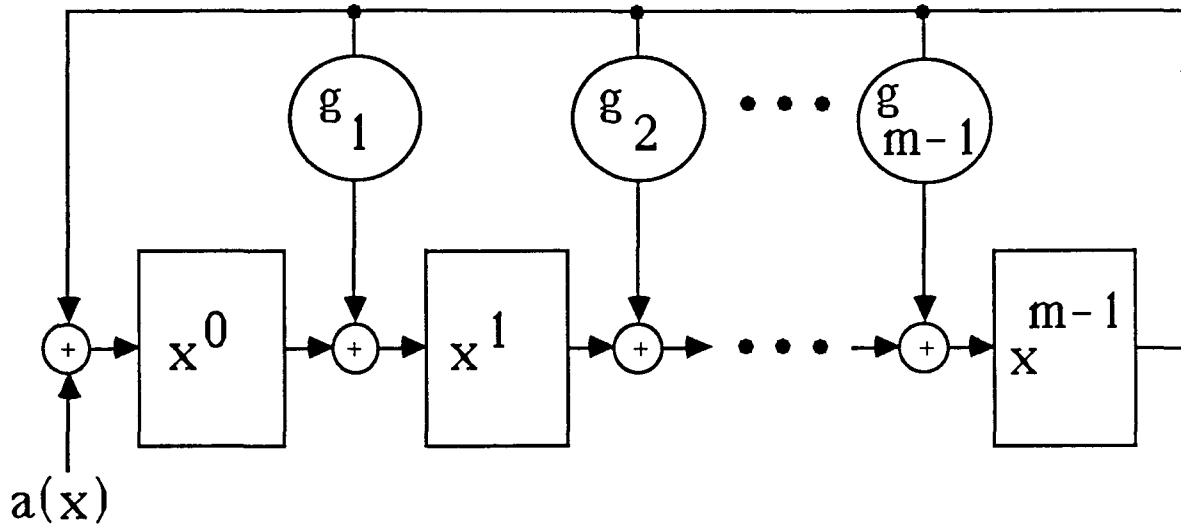 g₁ g₂ • • • g m-1
+ x⁰ + x¹ + • • • + x m-1
a(x)